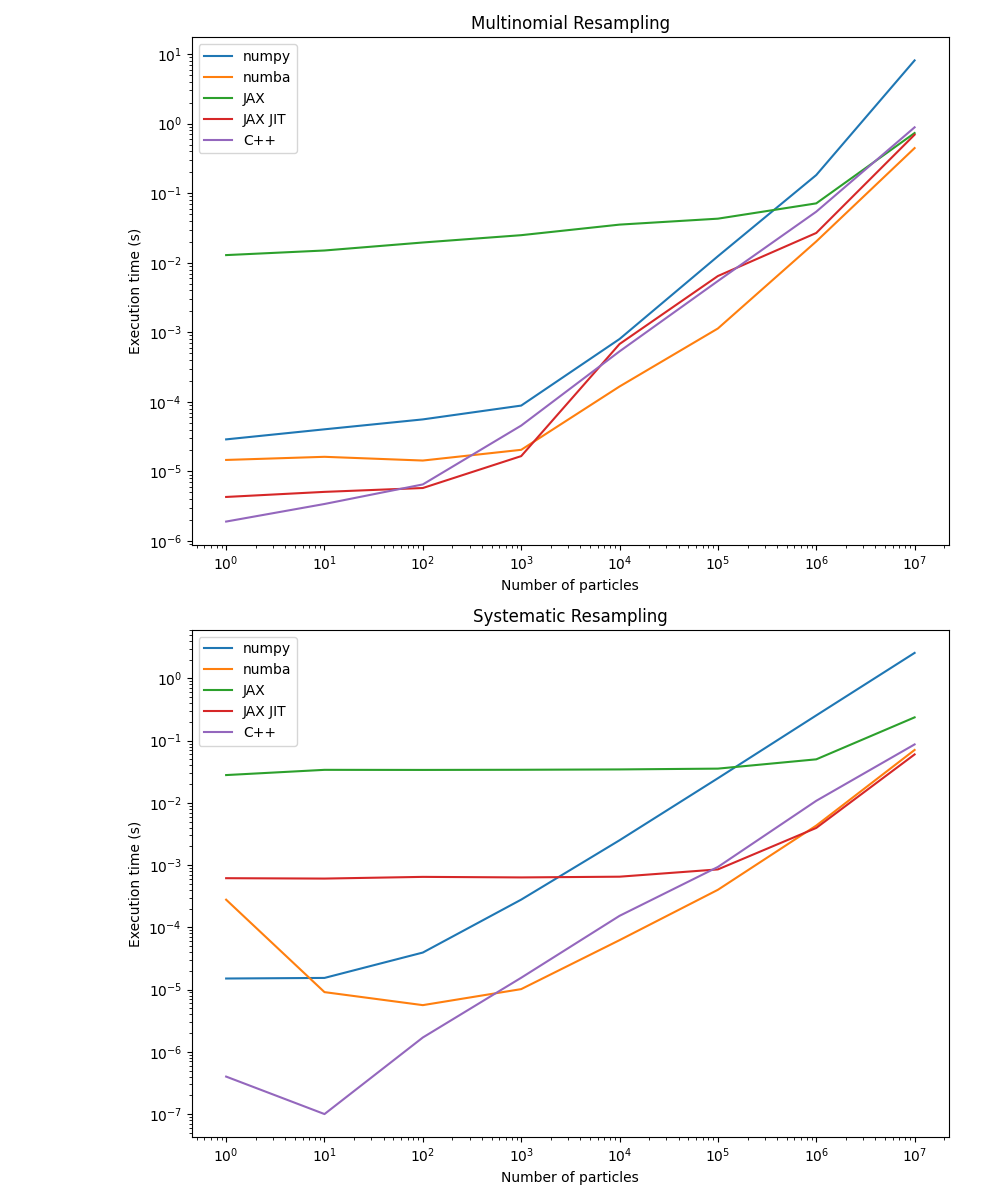 Multinomial Resampling
numpy
numba
JAX
JAX JIT
C++
Execution time (s)
10¹
10⁰
10⁻¹
10⁻²
10⁻³
10⁻⁴
10⁻⁵
10⁻⁶
10⁰ 10¹ 10² 10³ 10⁴ 10⁵ 10⁶ 10⁷
Number of particles
Systematic Resampling
numpy
numba
JAX
JAX JIT
C++
Execution time (s)
10⁰
10⁻¹
10⁻²
10⁻³
10⁻⁴
10⁻⁵
10⁻⁶
10⁻⁷
10⁰ 10¹ 10² 10³ 10⁴ 10⁵ 10⁶ 10⁷
Number of particles